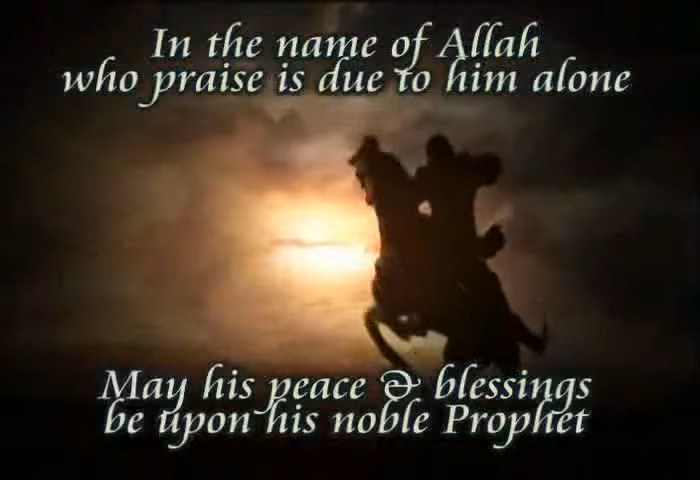 In the name of Allah
who praise is due to him alone
May his peace & blessings
be upon his noble Prophet